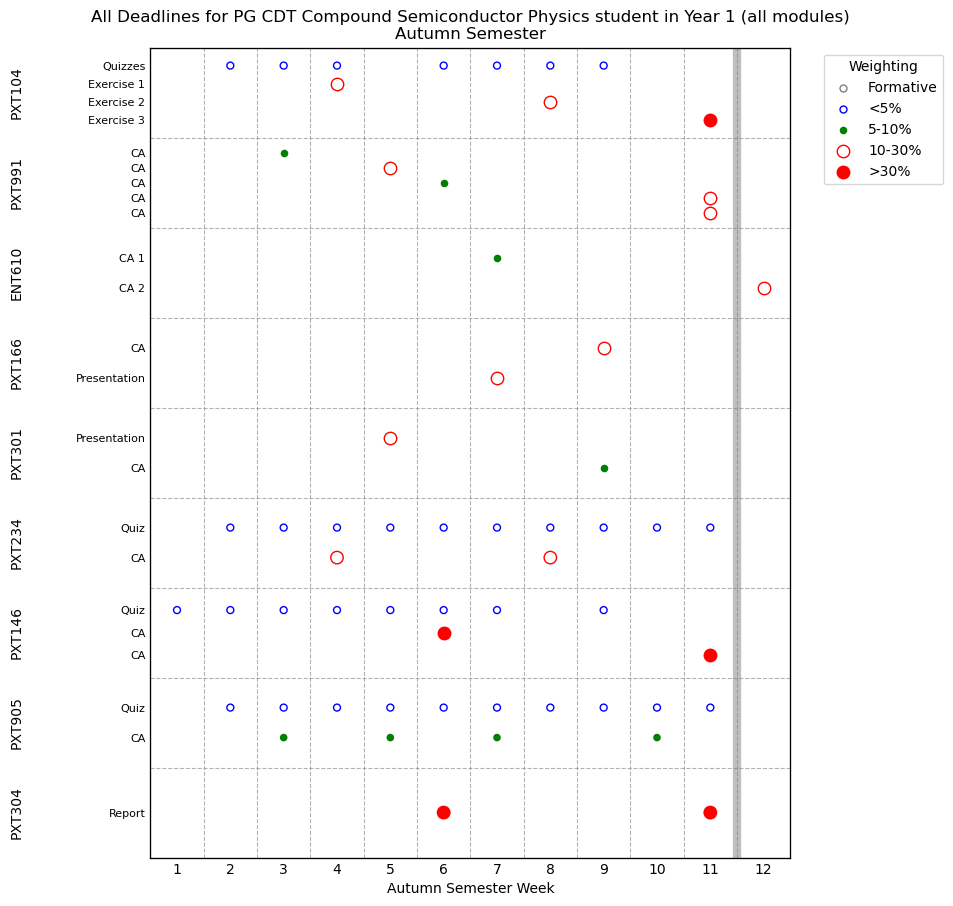 All Deadlines for PG CDT Compound Semiconductor Physics student in Year 1 (all modules)
Autumn Semester
Weighting
Formative
<5%
5-10%
10-30%
>30%
PXT104
Quizzes
Exercise 1
Exercise 2
Exercise 3
PXT991
CA
CA
CA
CA
CA
ENT610
CA 1
CA 2
PXT166
CA
Presentation
PXT301
Presentation
CA
PXT234
Quiz
CA
PXT146
Quiz
CA
CA
PXT905
Quiz
CA
PXT304
Report
1 2 3 4 5 6 7 8 9 10 11 12
Autumn Semester Week